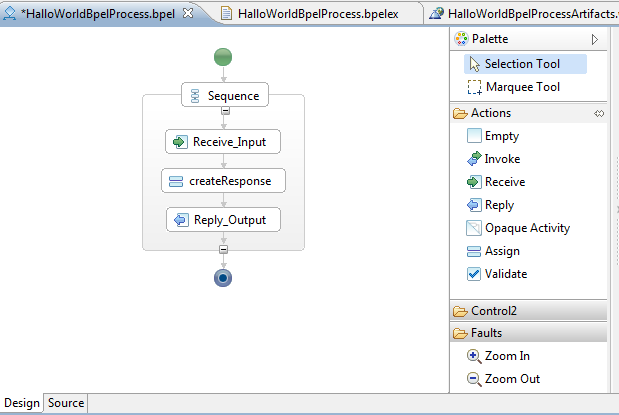 *HalloWorldBpelProcess.bpel
HalloWorldBpelProcess.bpelex
HalloWorldBpelProcessArtifacts.
Palette
Selection Tool
Marquee Tool
Actions
Empty
Invoke
Receive
Reply
Opaque Activity
Assign
Validate
Control2
Faults
Zoom In
Zoom Out
Sequence
Receive_Input
createResponse
Reply_Output
Design
Source